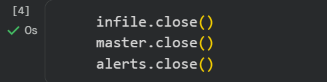 [4]
0s
infile.close()
master.close()
alerts.close()